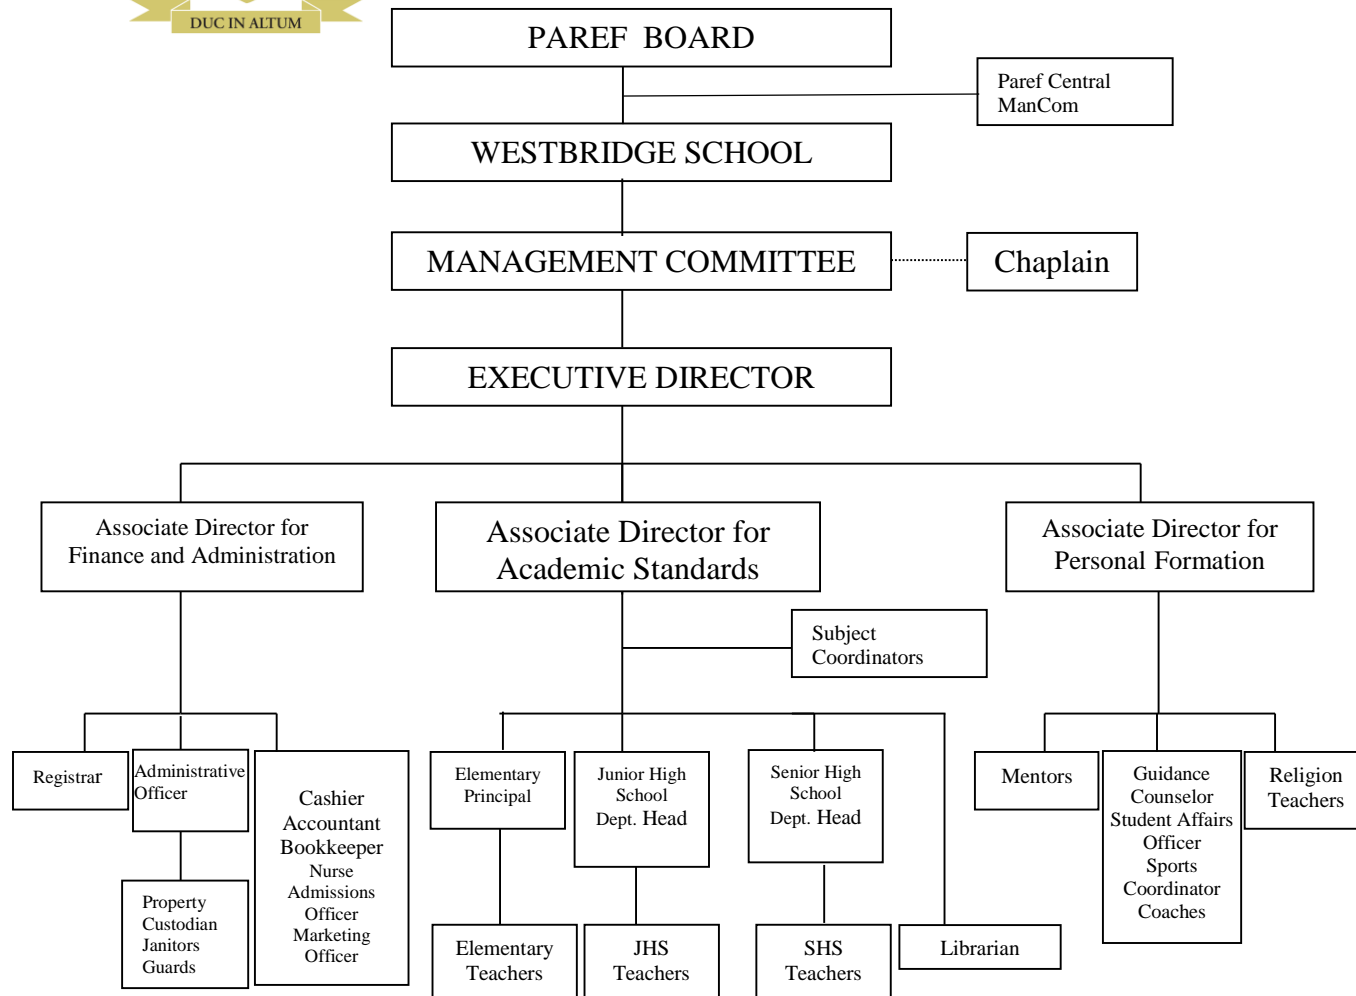 DUC IN ALTUM
PAREF BOARD
Paref Central
ManCom
WESTBRIDGE SCHOOL
MANAGEMENT COMMITTEE
Chaplain
EXECUTIVE DIRECTOR
Associate Director for
Finance and Administration
Associate Director for
Academic Standards
Associate Director for
Personal Formation
Subject
Coordinators
Registrar
Administrative
Officer
Cashier
Accountant
Bookkeeper
Nurse
Admissions
Officer
Marketing
Officer
Property
Custodian
Janitors
Guards
Elementary
Principal
Junior High
School
Dept. Head
Senior High
School
Dept. Head
Elementary
Teachers
JHS
Teachers
SHS
Teachers
Librarian
Mentors
Guidance
Counselor
Student Affairs
Officer
Sports
Coordinator
Coaches
Religion
Teachers